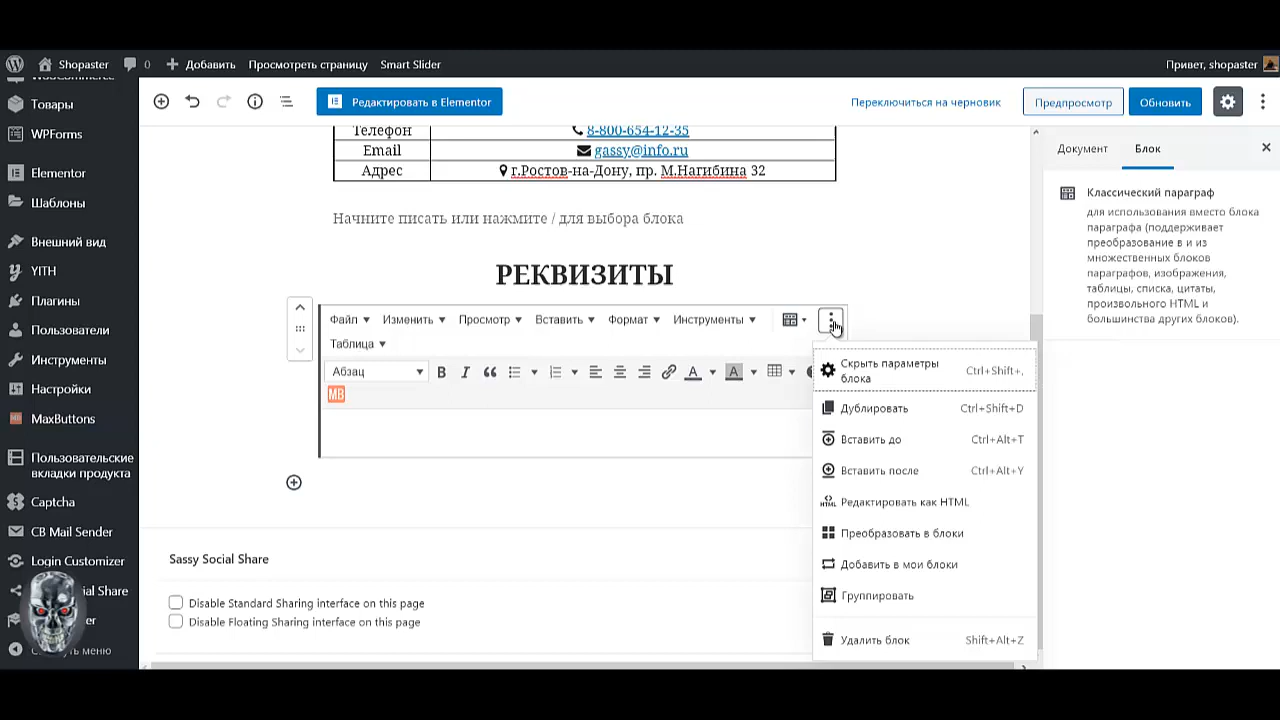 Shopaster 0 Добавить Просмотреть страницу Smart Slider Привет, shopaster
WooCommerce
Товары
WPForms
Elementor
Шаблоны
Внешний вид
YITH
Плагины
Пользователи
Инструменты
Настройки
MaxButtons
Пользовательские
вкладки продукта
Captcha
CB Mail Sender
Login Customizer
ial Share
er
ть меню
Редактировать в Elementor
Переключиться на черновик
Предпросмотр
Обновить
Телефон 8-800-654-12-35
Email gassy@info.ru
Адрес г.Ростов-на-Дону, пр. М.Нагибина 32
Начните писать или нажмите / для выбора блока
РЕКВИЗИТЫ
Файл Изменить Просмотр Вставить Формат Инструменты
Таблица
Абзац B I A A
MB
Скрыть параметры
блока Ctrl+Shift+,
Дублировать Ctrl+Shift+D
Вставить до Ctrl+Alt+T
Вставить после Ctrl+Alt+Y
HTML Редактировать как HTML
Преобразовать в блоки
Добавить в мои блоки
Группировать
Удалить блок Shift+Alt+Z
Sassy Social Share
Disable Standard Sharing interface on this page
Disable Floating Sharing interface on this page
Документ Блок
Классический параграф
для использования вместо блока
параграфа (поддерживает
преобразование в и из
множественных блоков
параграфов, изображения,
таблицы, списка, цитаты,
произвольного HTML и
большинства других блоков).